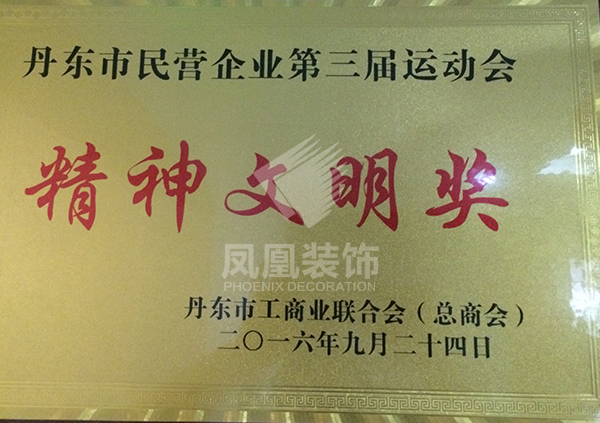 丹东市民营企业第三届运动会
精神文明奖
凤凰装饰
PHOENIX DECORATION
丹东市工商业联合会（总商会）
二〇一六年九月二十四日